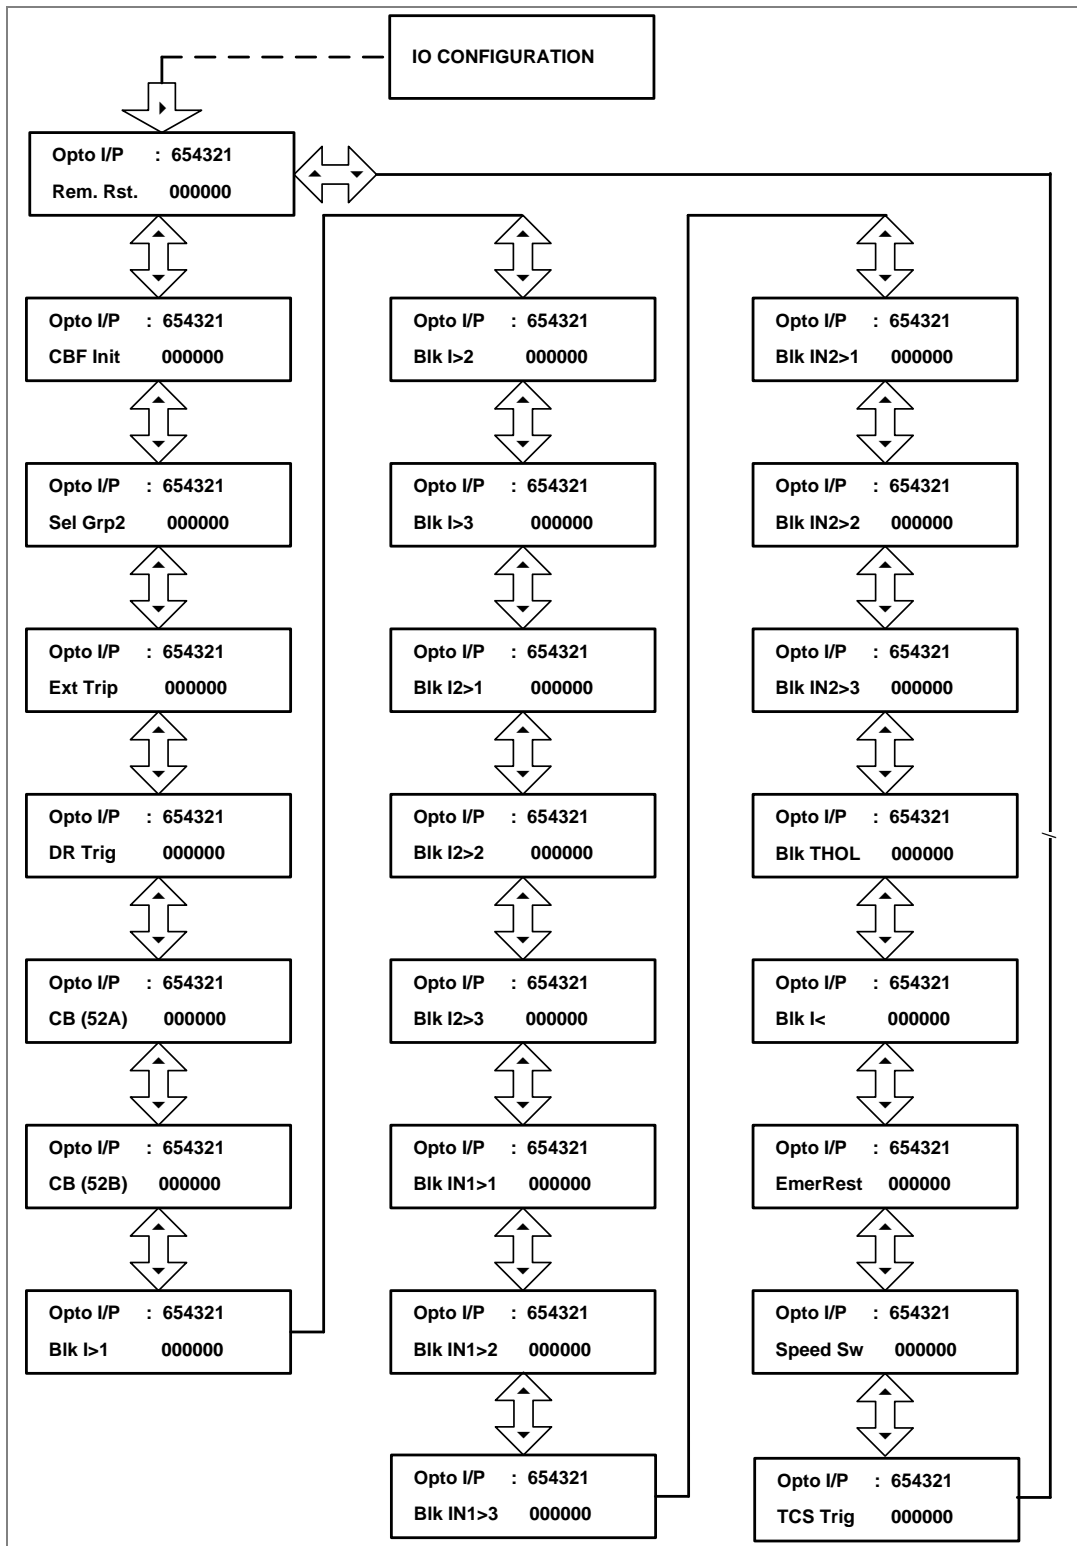 IO CONFIGURATION
Opto I/P : 654321
Rem. Rst. 000000
Opto I/P : 654321
CBF Init 000000
Opto I/P : 654321
Sel Grp2 000000
Opto I/P : 654321
Ext Trip 000000
Opto I/P : 654321
DR Trig 000000
Opto I/P : 654321
CB (52A) 000000
Opto I/P : 654321
CB (52B) 000000
Opto I/P : 654321
Blk I>1 000000
Opto I/P : 654321
Blk I>2 000000
Opto I/P : 654321
Blk I>3 000000
Opto I/P : 654321
Blk I2>1 000000
Opto I/P : 654321
Blk I2>2 000000
Opto I/P : 654321
Blk I2>3 000000
Opto I/P : 654321
Blk IN1>1 000000
Opto I/P : 654321
Blk IN1>2 000000
Opto I/P : 654321
Blk IN1>3 000000
Opto I/P : 654321
Blk IN2>1 000000
Opto I/P : 654321
Blk IN2>2 000000
Opto I/P : 654321
Blk IN2>3 000000
Opto I/P : 654321
Blk THOL 000000
Opto I/P : 654321
Blk I< 000000
Opto I/P : 654321
EmerRest 000000
Opto I/P : 654321
Speed Sw 000000
Opto I/P : 654321
TCS Trig 000000